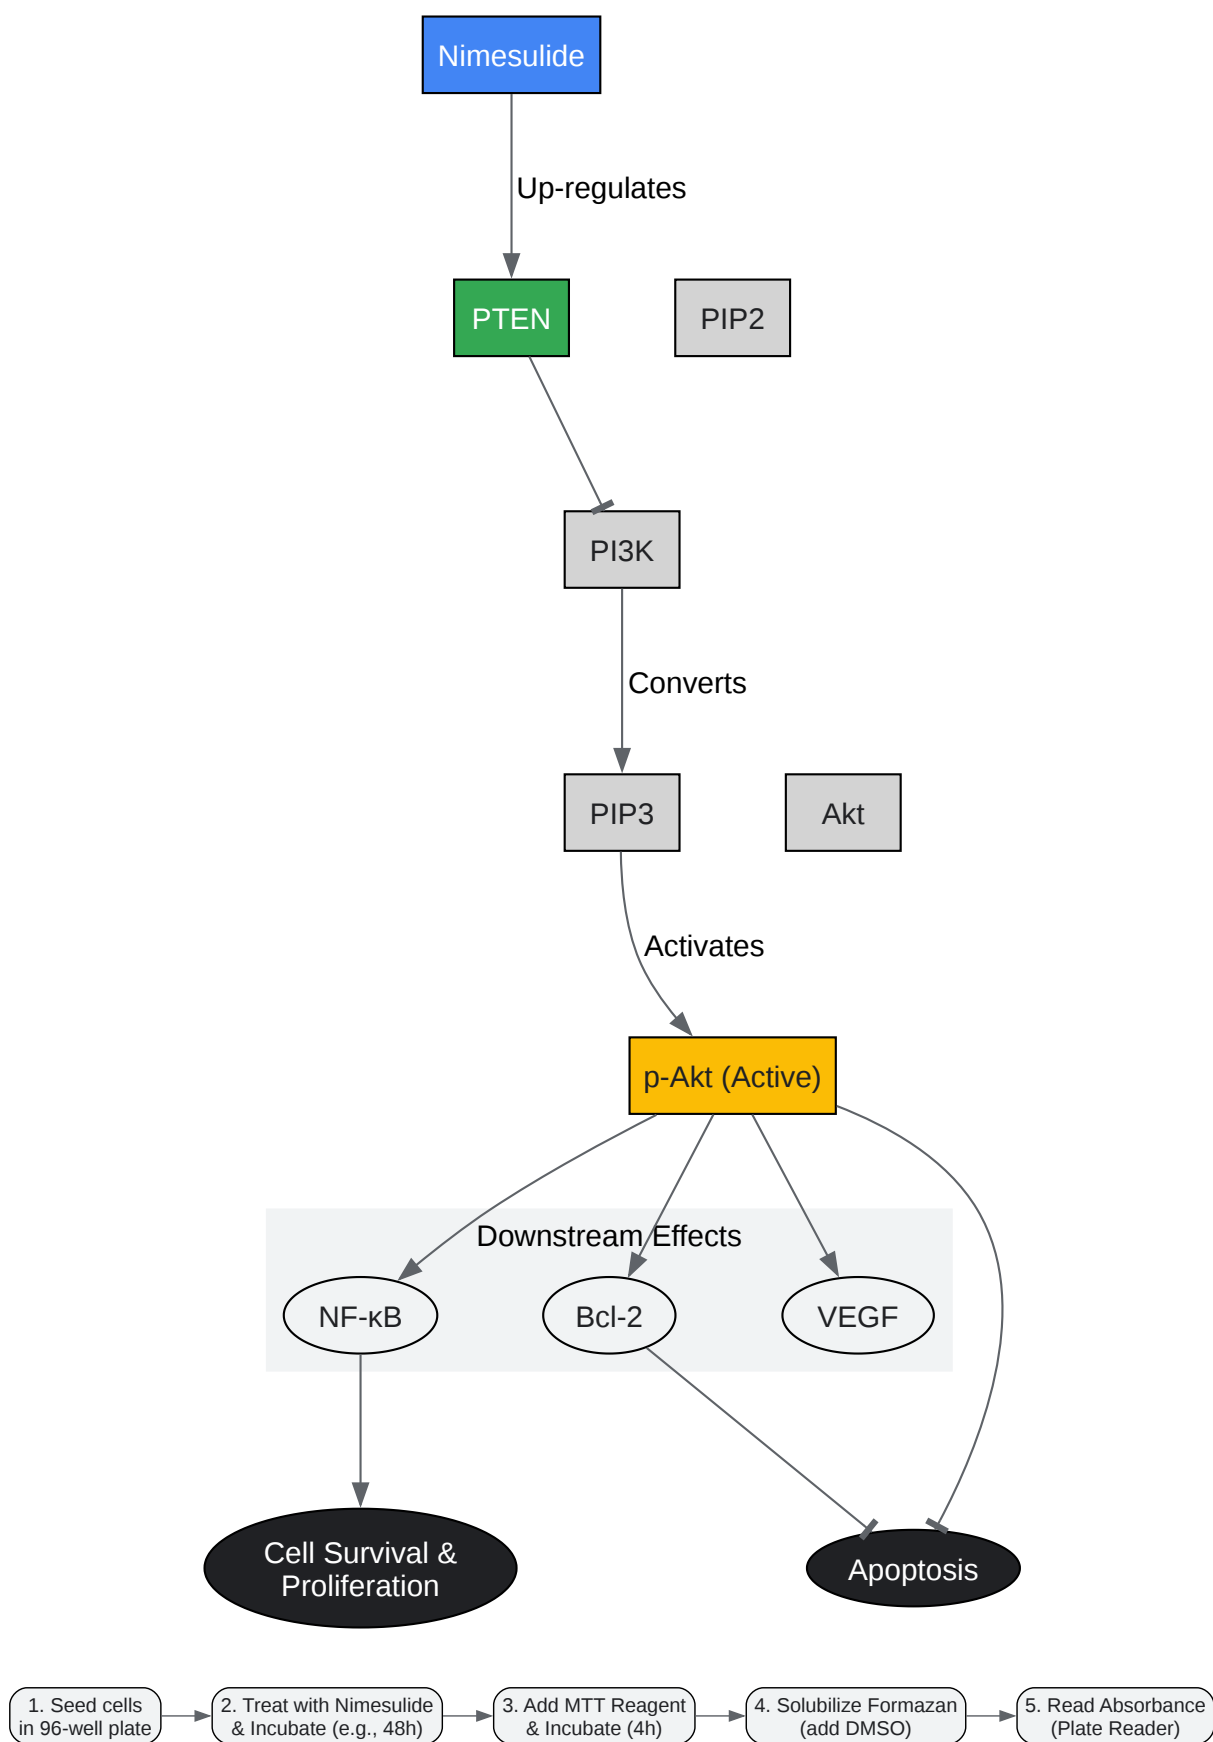 Nimesulide
Up-regulates
PTEN
PIP2
PI3K
Converts
PIP3
Akt
Activates
p-Akt (Active)
Downstream Effects
NF-κB
Bcl-2
VEGF
Cell Survival &
Proliferation
Apoptosis
1. Seed cells
in 96-well plate
2. Treat with Nimesulide
& Incubate (e.g., 48h)
3. Add MTT Reagent
& Incubate (4h)
4. Solubilize Formazan
(add DMSO)
5. Read Absorbance
(Plate Reader)